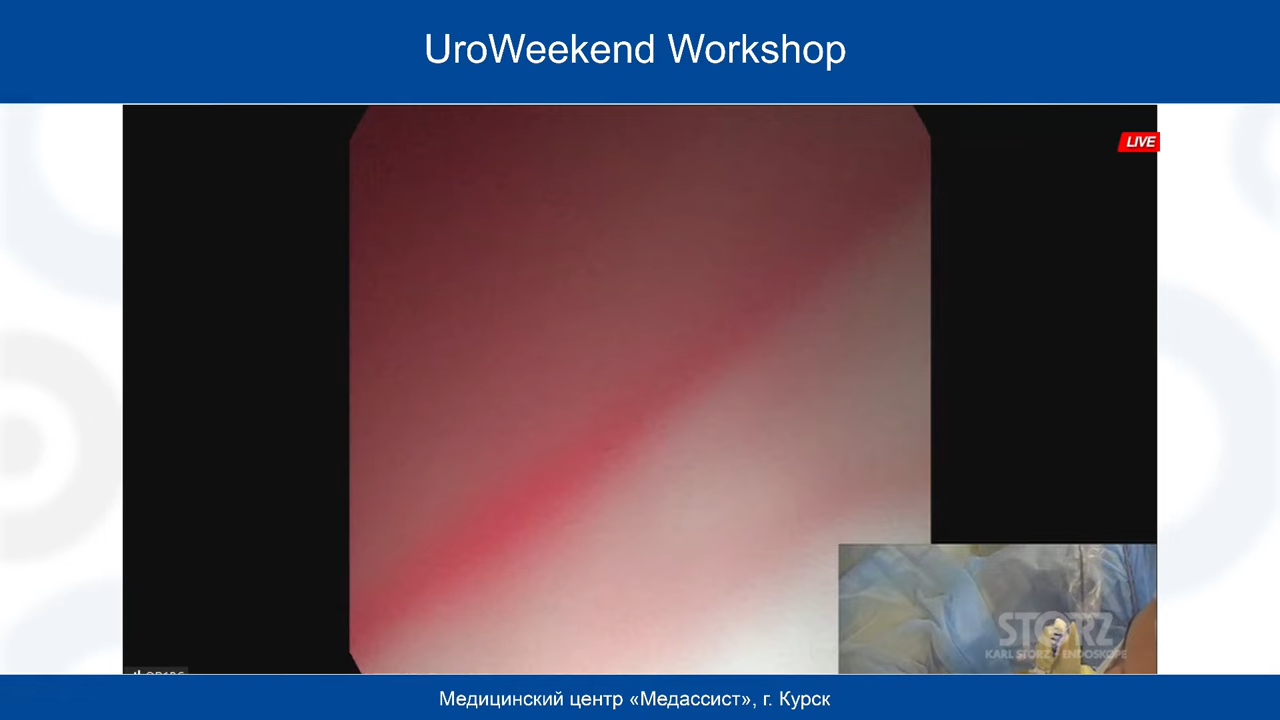 UroWeekend Workshop
LIVE
STORZ
KARL STORZ - ENDOSKOPE
Медицинский центр «Медассист», г. Курск